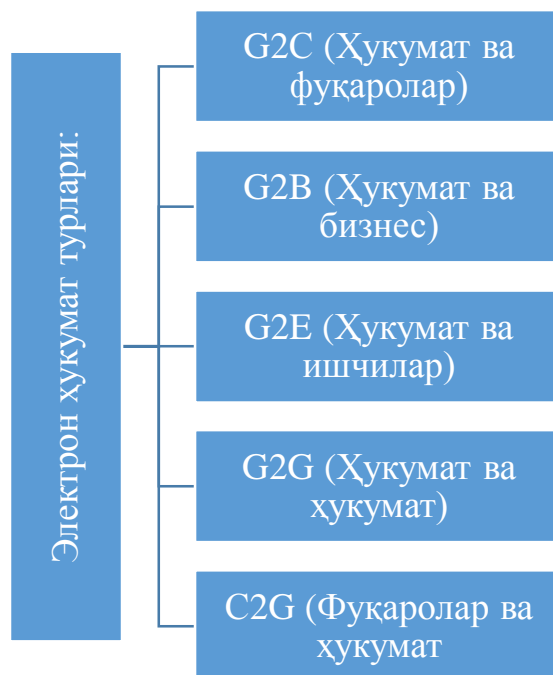 Электрон ҳукумат турлари:
G2C (Ҳукумат ва
фуқаролар)
G2B (Ҳукумат ва
бизнес)
G2E (Ҳукумат ва
ишчилар)
G2G (Ҳукумат ва
ҳукумат)
C2G (Фуқаролар ва
ҳукумат